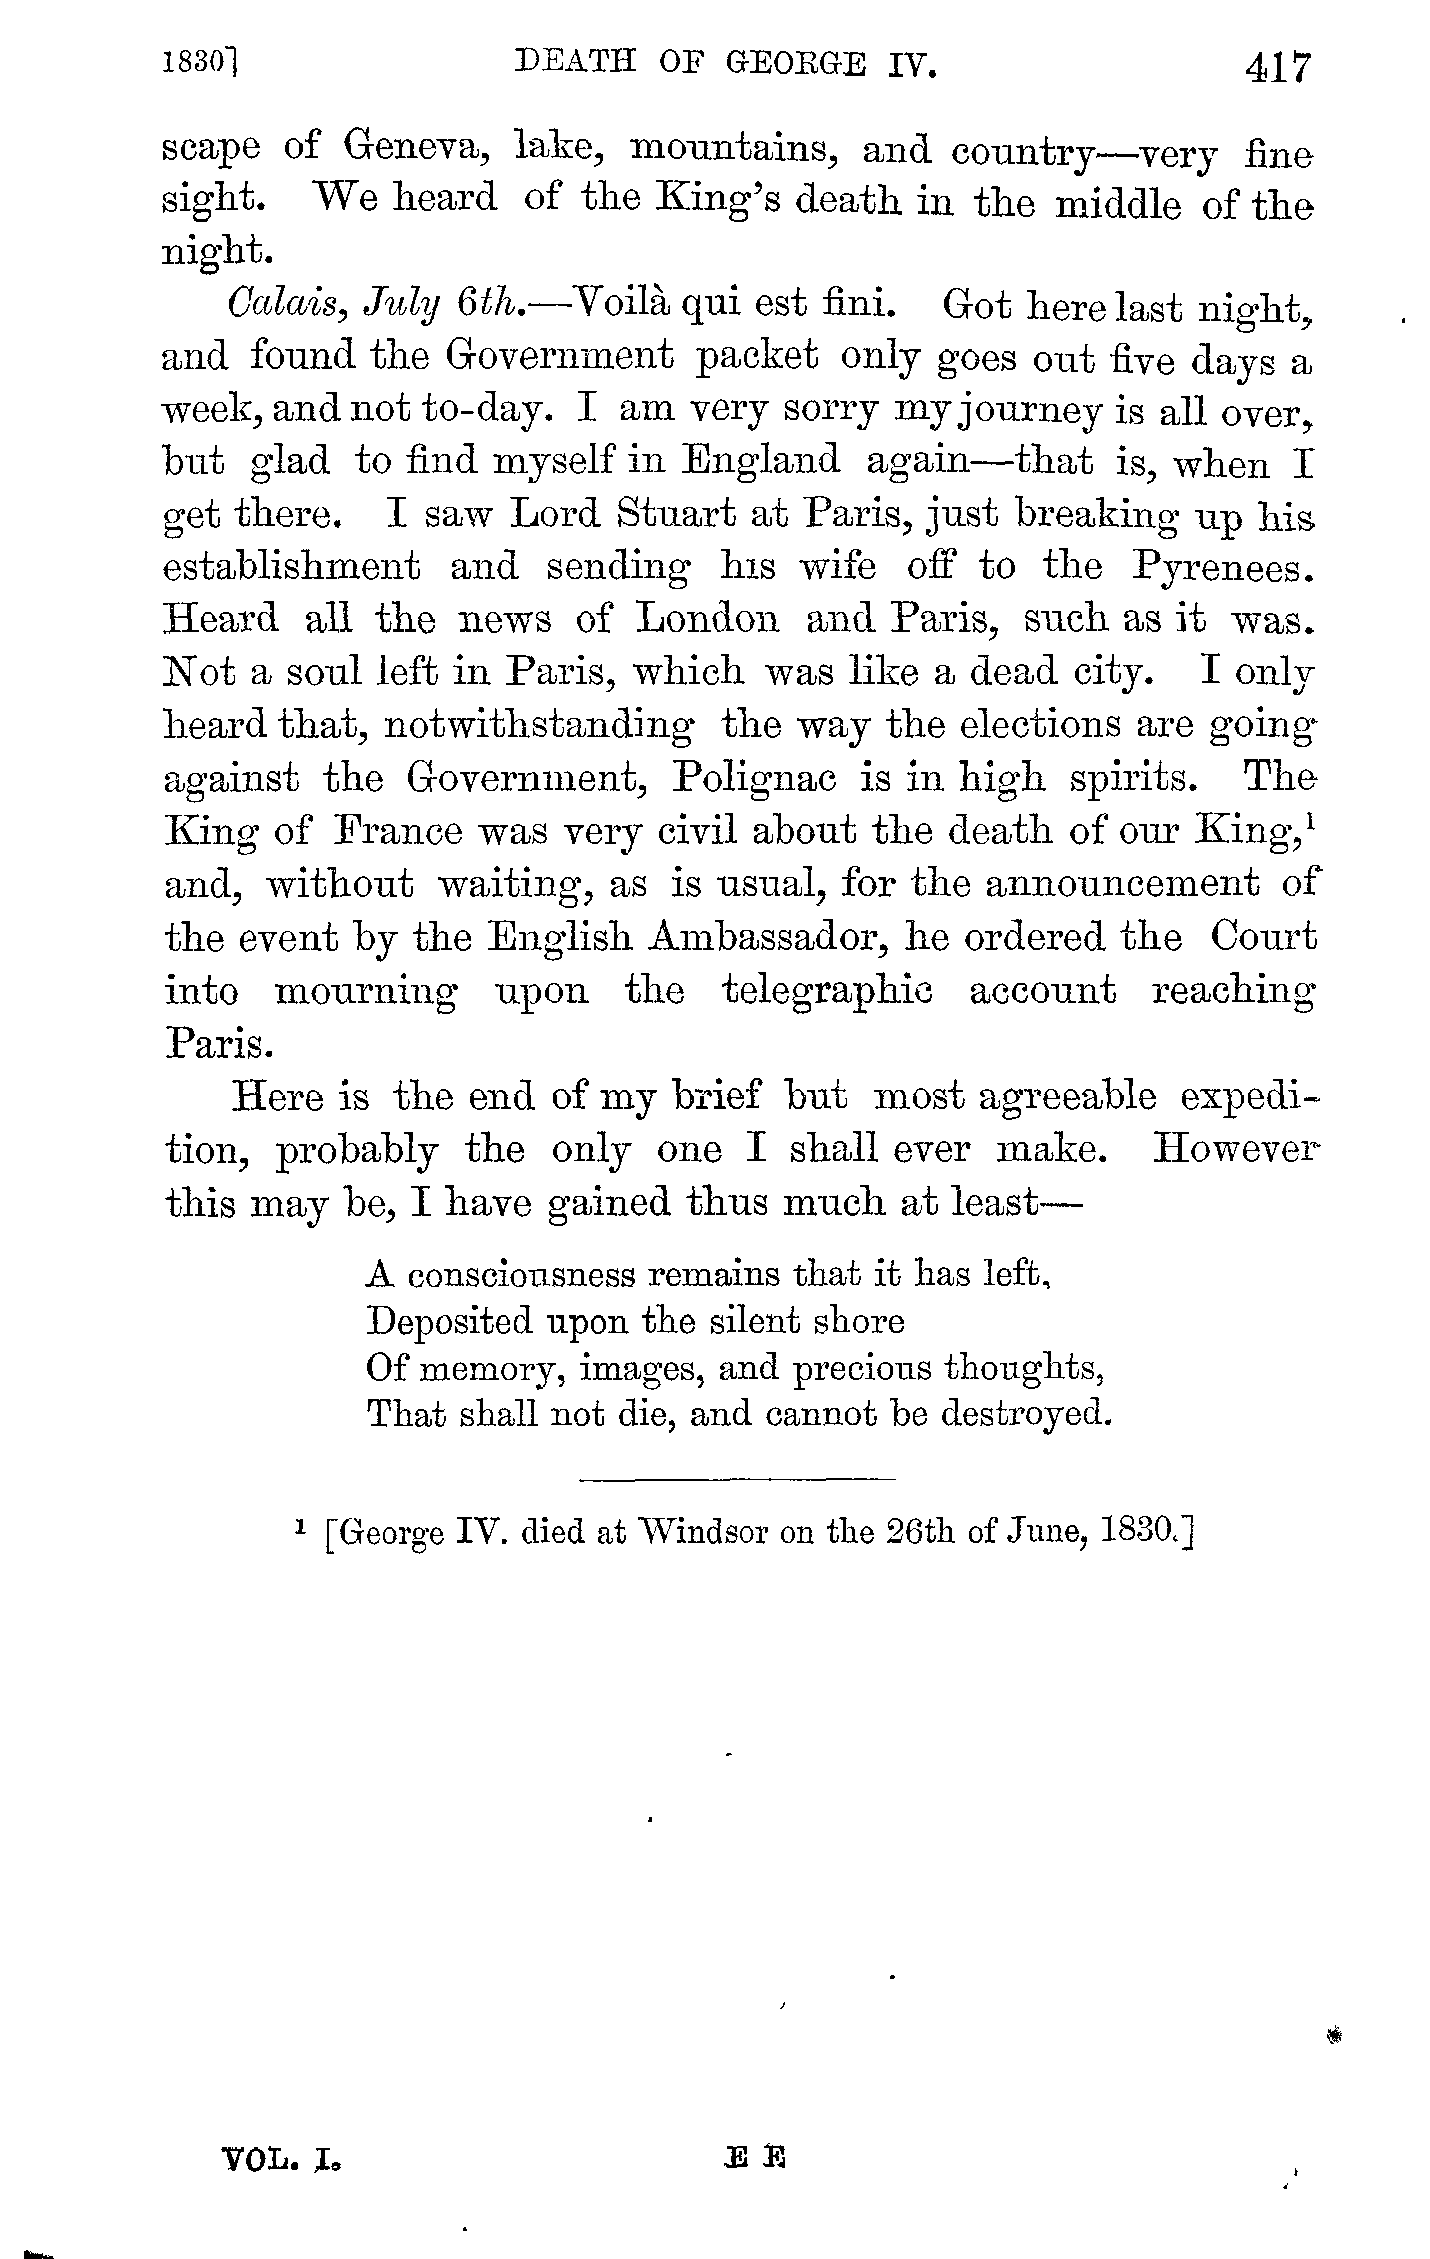 1830] DEATH OF GEORGE IV. 417
scape of Geneva, lake, mountains, and country—very fine
sight. We heard of the King's death in the middle of the
night.
Calais, July 6th.—Voilà qui est fini. Got here last night,
and found the Government packet only goes out five days a
week, and not to-day. I am very sorry my journey is all over,
but glad to find myself in England again—that is, when I
get there. I saw Lord Stuart at Paris, just breaking up his
establishment and sending his wife off to the Pyrenees.
Heard all the news of London and Paris, such as it was.
Not a soul left in Paris, which was like a dead city. I only
heard that, notwithstanding the way the elections are going
against the Government, Polignac is in high spirits. The
King of France was very civil about the death of our King,¹
and, without waiting, as is usual, for the announcement of
the event by the English Ambassador, he ordered the Court
into mourning upon the telegraphic account reaching
Paris.
Here is the end of my brief but most agreeable expedi-
tion, probably the only one I shall ever make. However
this may be, I have gained thus much at least—
A consciousness remains that it has left,
Deposited upon the silent shore
Of memory, images, and precious thoughts,
That shall not die, and cannot be destroyed.
¹ [George IV. died at Windsor on the 26th of June, 1830.]
VOL. I. E E